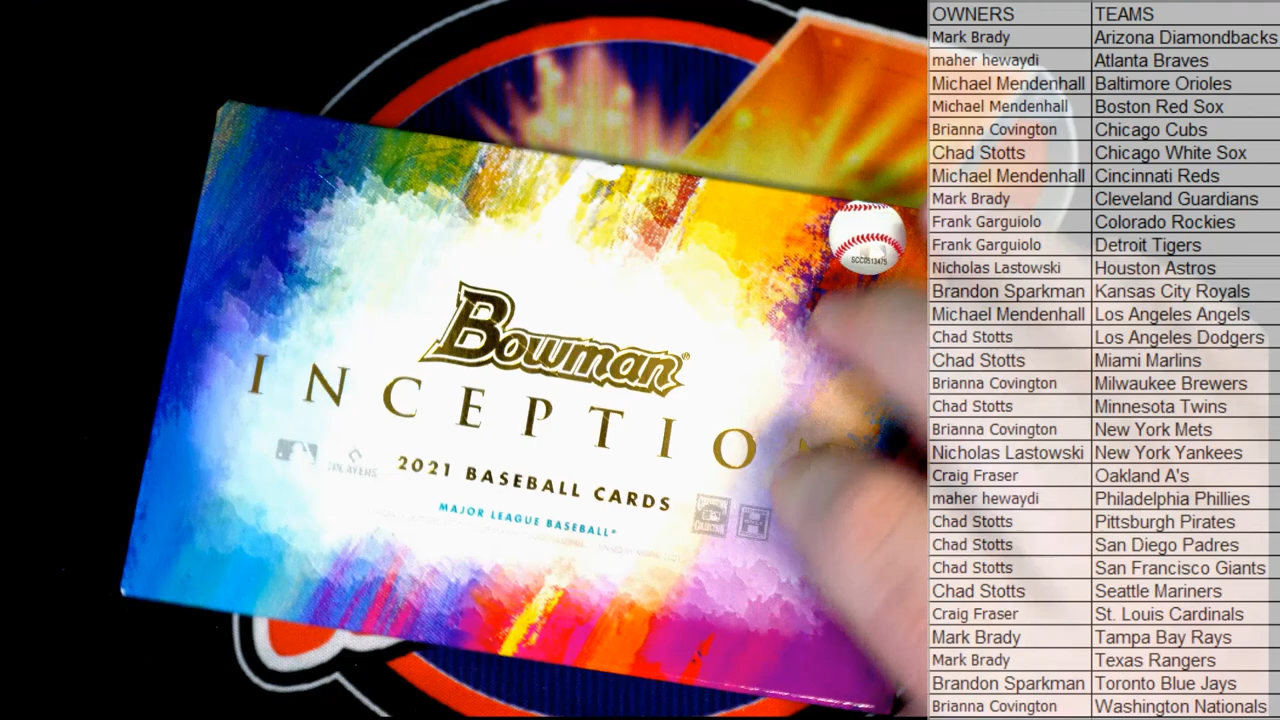 SCC0513475
Bowman®
INCEPTIO
2021 BASEBALL CARDS
MAJOR LEAGUE BASEBALL®
OWNERS TEAMS
Mark Brady Arizona Diamondbacks
maher hewaydi Atlanta Braves
Michael Mendenhall Baltimore Orioles
Michael Mendenhall Boston Red Sox
Brianna Covington Chicago Cubs
Chad Stotts Chicago White Sox
Michael Mendenhall Cincinnati Reds
Mark Brady Cleveland Guardians
Frank Garguiolo Colorado Rockies
Frank Garguiolo Detroit Tigers
Nicholas Lastowski Houston Astros
Brandon Sparkman Kansas City Royals
Michael Mendenhall Los Angeles Angels
Chad Stotts Los Angeles Dodgers
Chad Stotts Miami Marlins
Brianna Covington Milwaukee Brewers
Chad Stotts Minnesota Twins
Brianna Covington New York Mets
Nicholas Lastowski New York Yankees
Craig Fraser Oakland A's
maher hewaydi Philadelphia Phillies
Chad Stotts Pittsburgh Pirates
Chad Stotts San Diego Padres
Chad Stotts San Francisco Giants
Chad Stotts Seattle Mariners
Craig Fraser St. Louis Cardinals
Mark Brady Tampa Bay Rays
Mark Brady Texas Rangers
Brandon Sparkman Toronto Blue Jays
Brianna Covington Washington Nationals